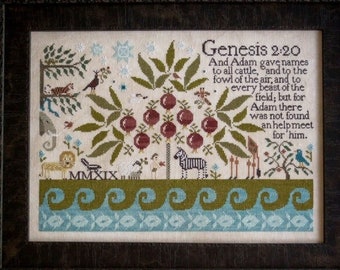 Genesis 2:20
And Adam gave names
to all cattle, and to the
fowl of the air, and to
every beast of the
field; but for
Adam there
was not found
an help meet
for him.
MMXIX